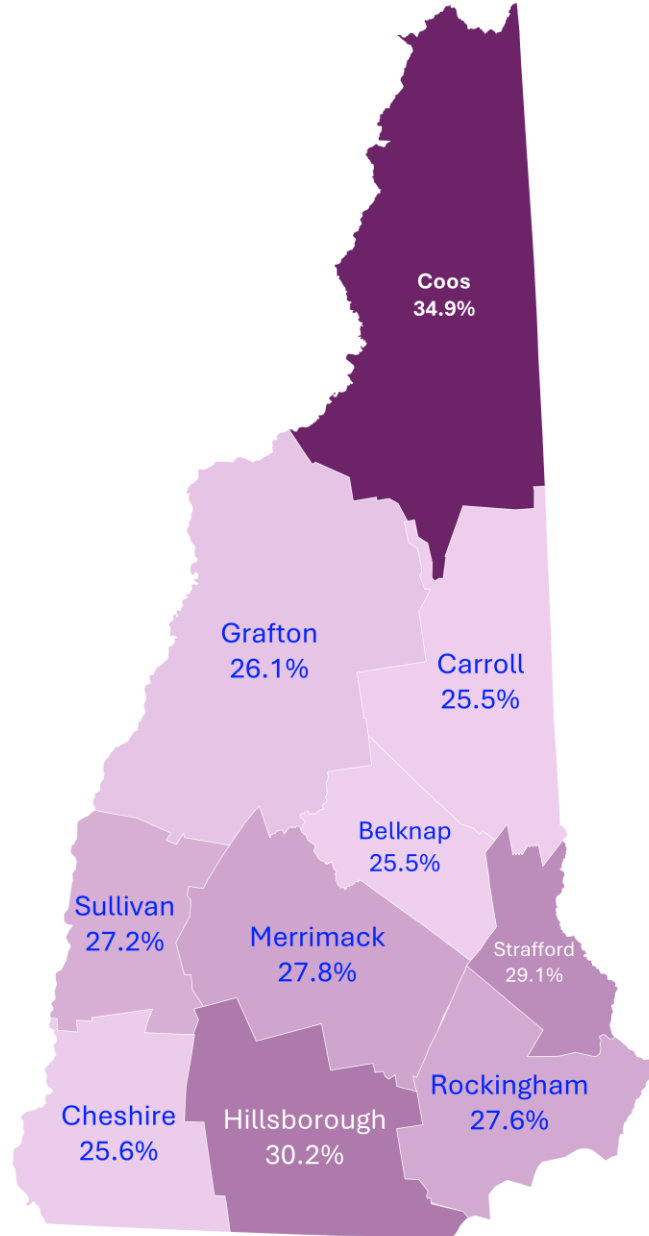 Coos
34.9%
Grafton
26.1%
Carroll
25.5%
Belknap
25.5%
Sullivan
27.2%
Merrimack
27.8%
Strafford
29.1%
Rockingham
27.6%
Cheshire
25.6%
Hillsborough
30.2%